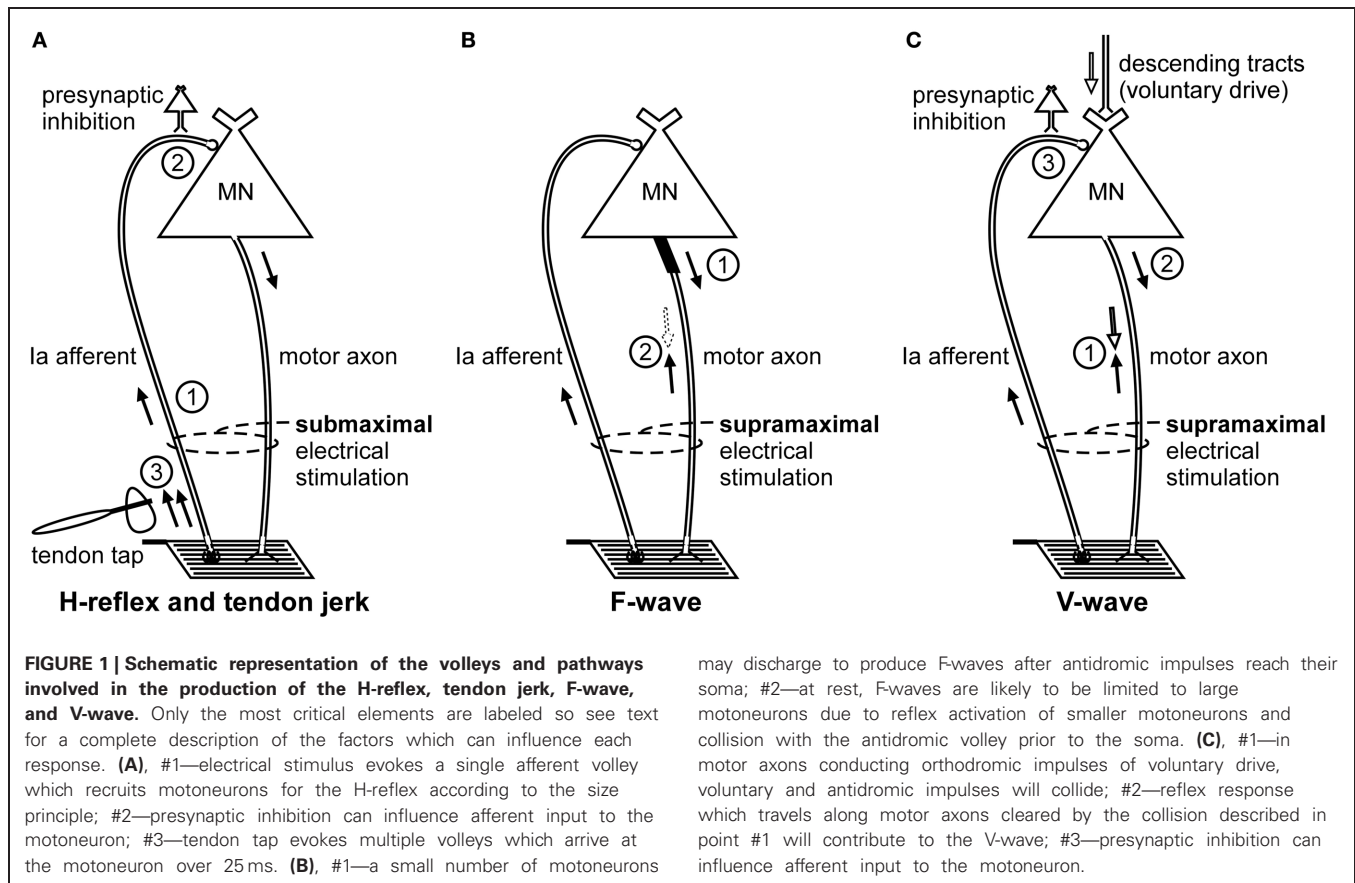 A
B
C
presynaptic
inhibition
2
MN
Ia afferent
motor axon
1
submaximal
electrical
stimulation
3
tendon tap
H-reflex and tendon jerk
MN
1
Ia afferent
2
motor axon
supramaximal
electrical
stimulation
F-wave
descending tracts
(voluntary drive)
presynaptic
inhibition
3
MN
2
Ia afferent
1
motor axon
supramaximal
electrical
stimulation
V-wave
FIGURE 1 | Schematic representation of the volleys and pathways
involved in the production of the H-reflex, tendon jerk, F-wave,
and V-wave. Only the most critical elements are labeled so see text
for a complete description of the factors which can influence each
response. (A), #1—electrical stimulus evokes a single afferent volley
which recruits motoneurons for the H-reflex according to the size
principle; #2—presynaptic inhibition can influence afferent input to the
motoneuron; #3—tendon tap evokes multiple volleys which arrive at
the motoneuron over 25 ms. (B), #1—a small number of motoneurons
may discharge to produce F-waves after antidromic impulses reach their
soma; #2—at rest, F-waves are likely to be limited to large
motoneurons due to reflex activation of smaller motoneurons and
collision with the antidromic volley prior to the soma. (C), #1—in
motor axons conducting orthodromic impulses of voluntary drive,
voluntary and antidromic impulses will collide; #2—reflex response
which travels along motor axons cleared by the collision described in
point #1 will contribute to the V-wave; #3—presynaptic inhibition can
influence afferent input to the motoneuron.